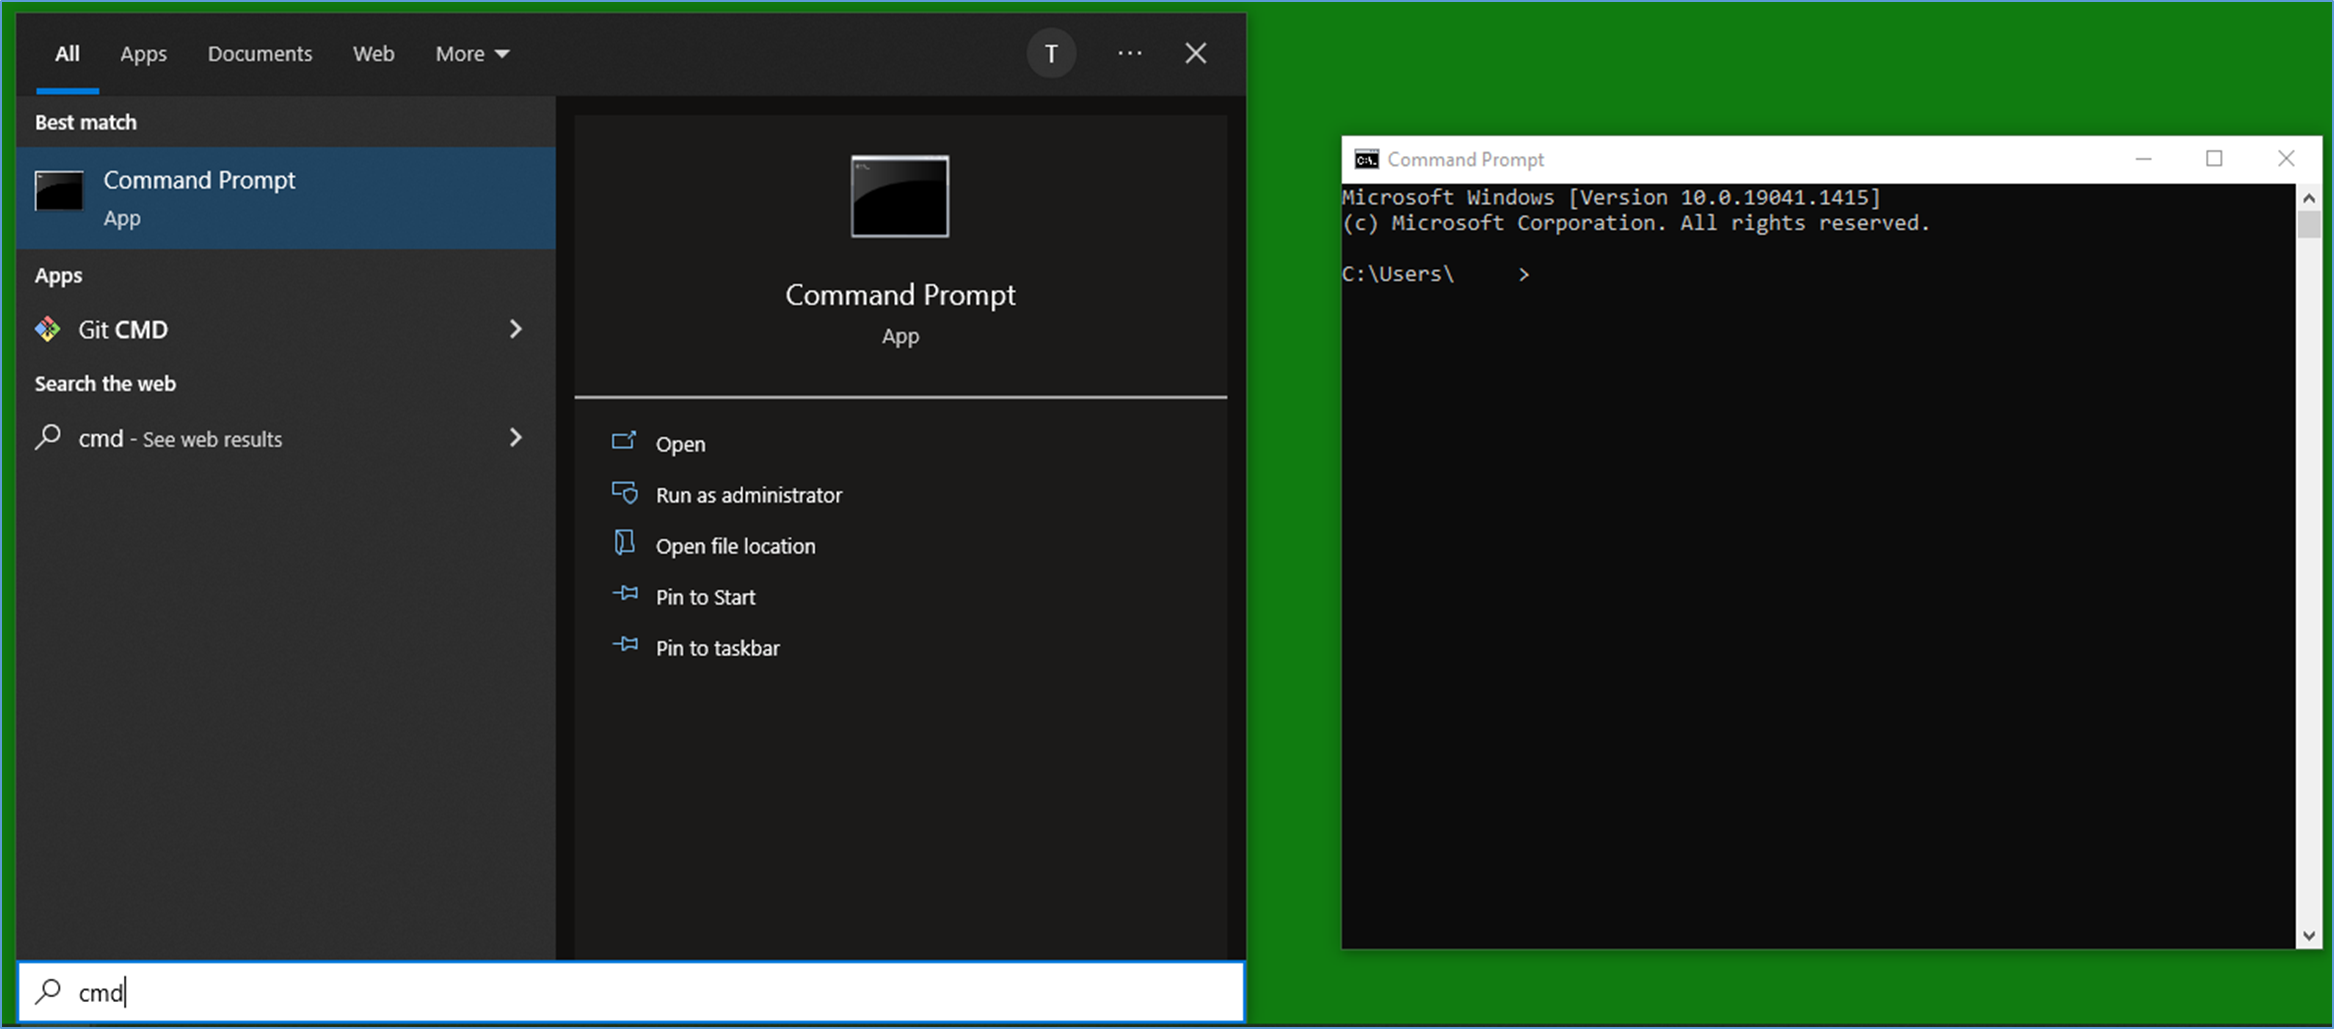 All Apps Documents Web More T ...
Best match
Command Prompt
App
Apps
Git CMD
Search the web
cmd - See web results
Command Prompt
App
Open
Run as administrator
Open file location
Pin to Start
Pin to taskbar
cmd
C:\. Command Prompt
Microsoft Windows [Version 10.0.19041.1415]
(c) Microsoft Corporation. All rights reserved.
C:\Users\     >